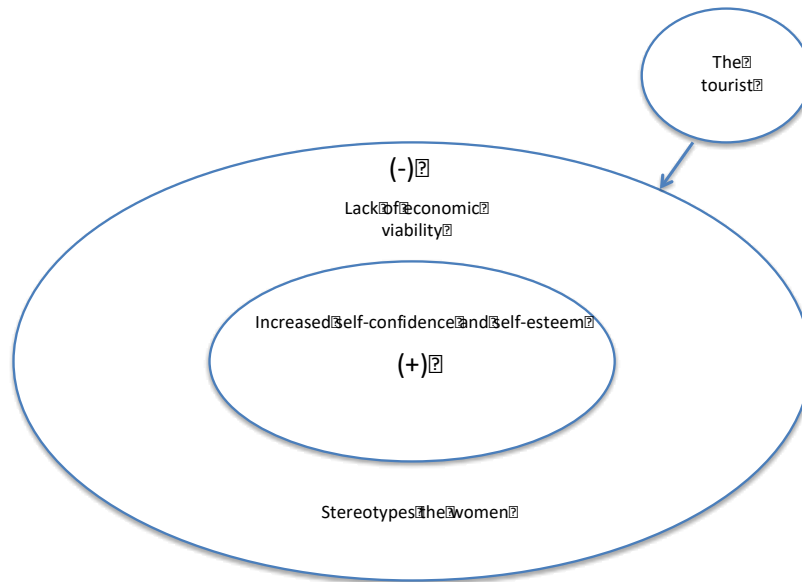 The
tourist
(-)
Lack of economic
viability
Increased self-confidence and self-esteem
(+)
Stereotypes the women